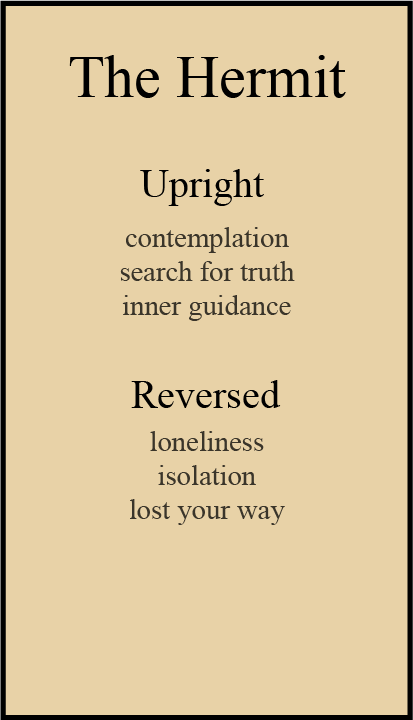 The Hermit
Upright
contemplation
search for truth
inner guidance
Reversed
loneliness
isolation
lost your way